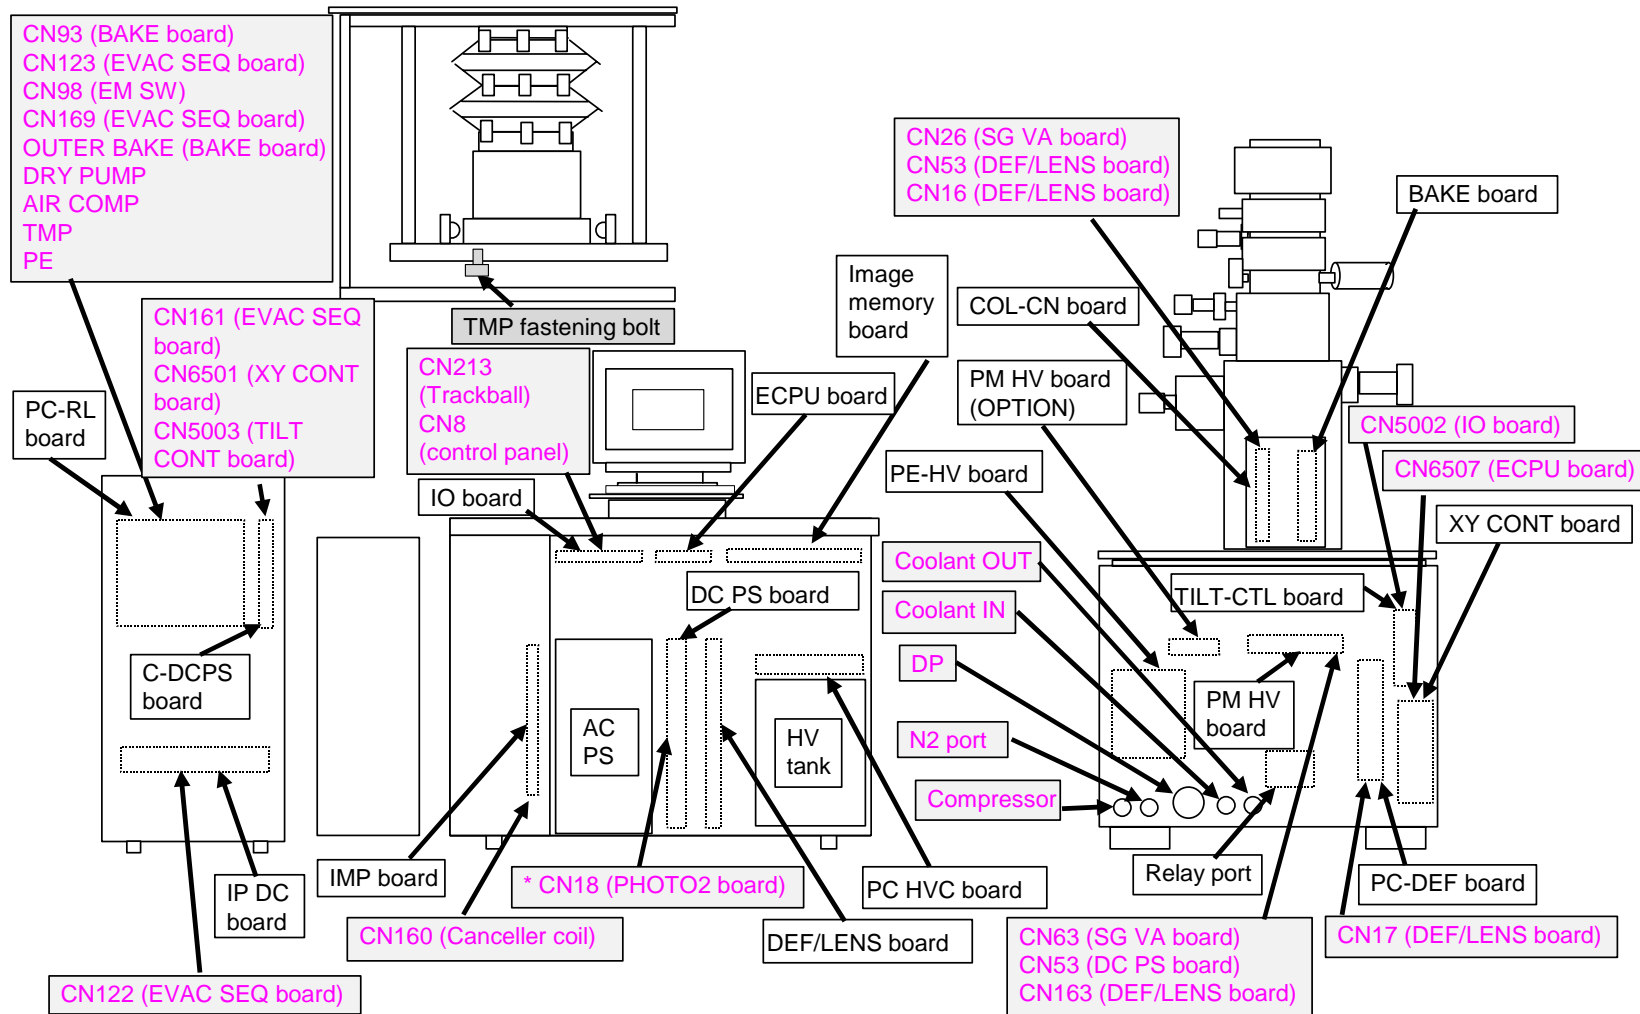 CN93 (BAKE board)
CN123 (EVAC SEQ board)
CN98 (EM SW)
CN169 (EVAC SEQ board)
OUTER BAKE (BAKE board)
DRY PUMP
AIR COMP
TMP
PE
TMP fastening bolt
CN26 (SG VA board)
CN53 (DEF/LENS board)
CN16 (DEF/LENS board)
BAKE board
Image
memory
board
COL-CN board
CN161 (EVAC SEQ
board)
CN6501 (XY CONT
board)
CN5003 (TILT
CONT board)
PC-RL
board
CN213
(Trackball)
CN8
(control panel)
ECPU board
PM HV board
(OPTION)
CN5002 (IO board)
CN6507 (ECPU board)
IO board
PE-HV board
XY CONT board
Coolant OUT
DC PS board
TILT-CTL board
Coolant IN
C-DCPS
board
DP
PM HV
board
AC
PS
HV
tank
N2 port
Compressor
IP DC
board
IMP board
* CN18 (PHOTO2 board)
PC HVC board
Relay port
PC-DEF board
CN160 (Canceller coil)
DEF/LENS board
CN63 (SG VA board)
CN53 (DC PS board)
CN163 (DEF/LENS board)
CN17 (DEF/LENS board)
CN122 (EVAC SEQ board)